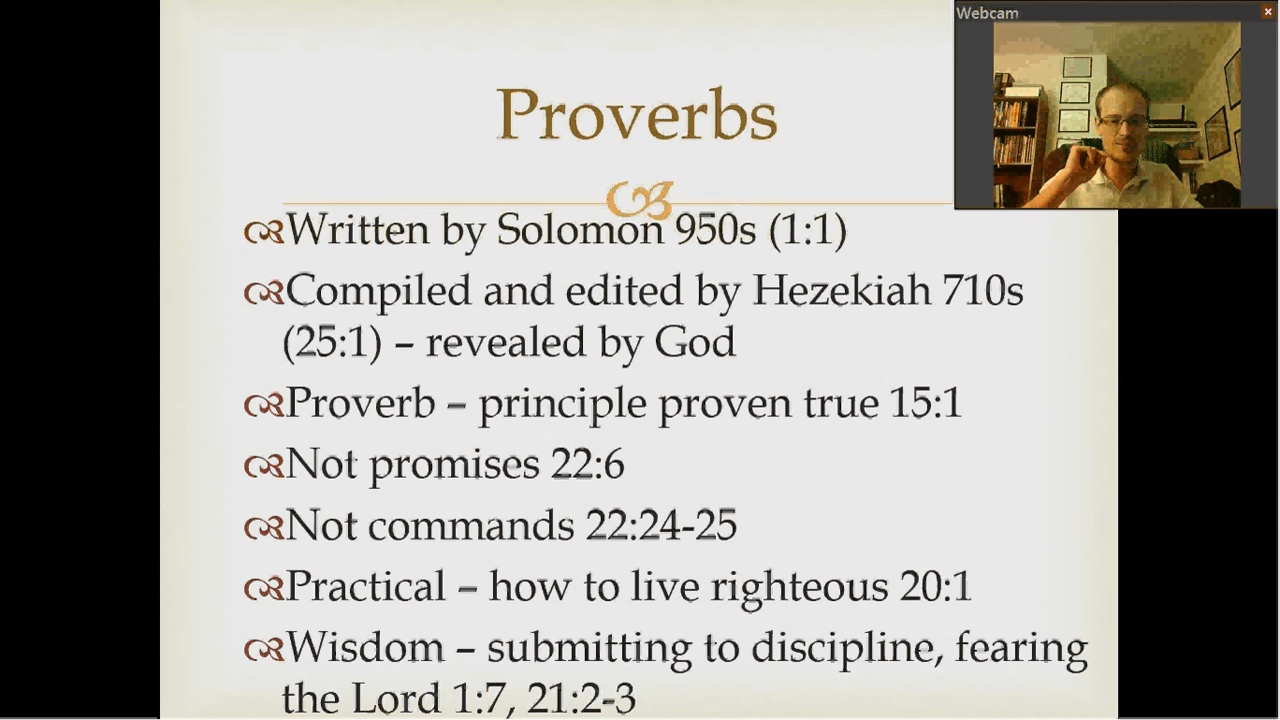 Webcam
Proverbs
Written by Solomon 950s (1:1)
Compiled and edited by Hezekiah 710s
(25:1) – revealed by God
Proverb – principle proven true 15:1
Not promises 22:6
Not commands 22:24-25
Practical – how to live righteous 20:1
Wisdom – submitting to discipline, fearing
the Lord 1:7, 21:2-3